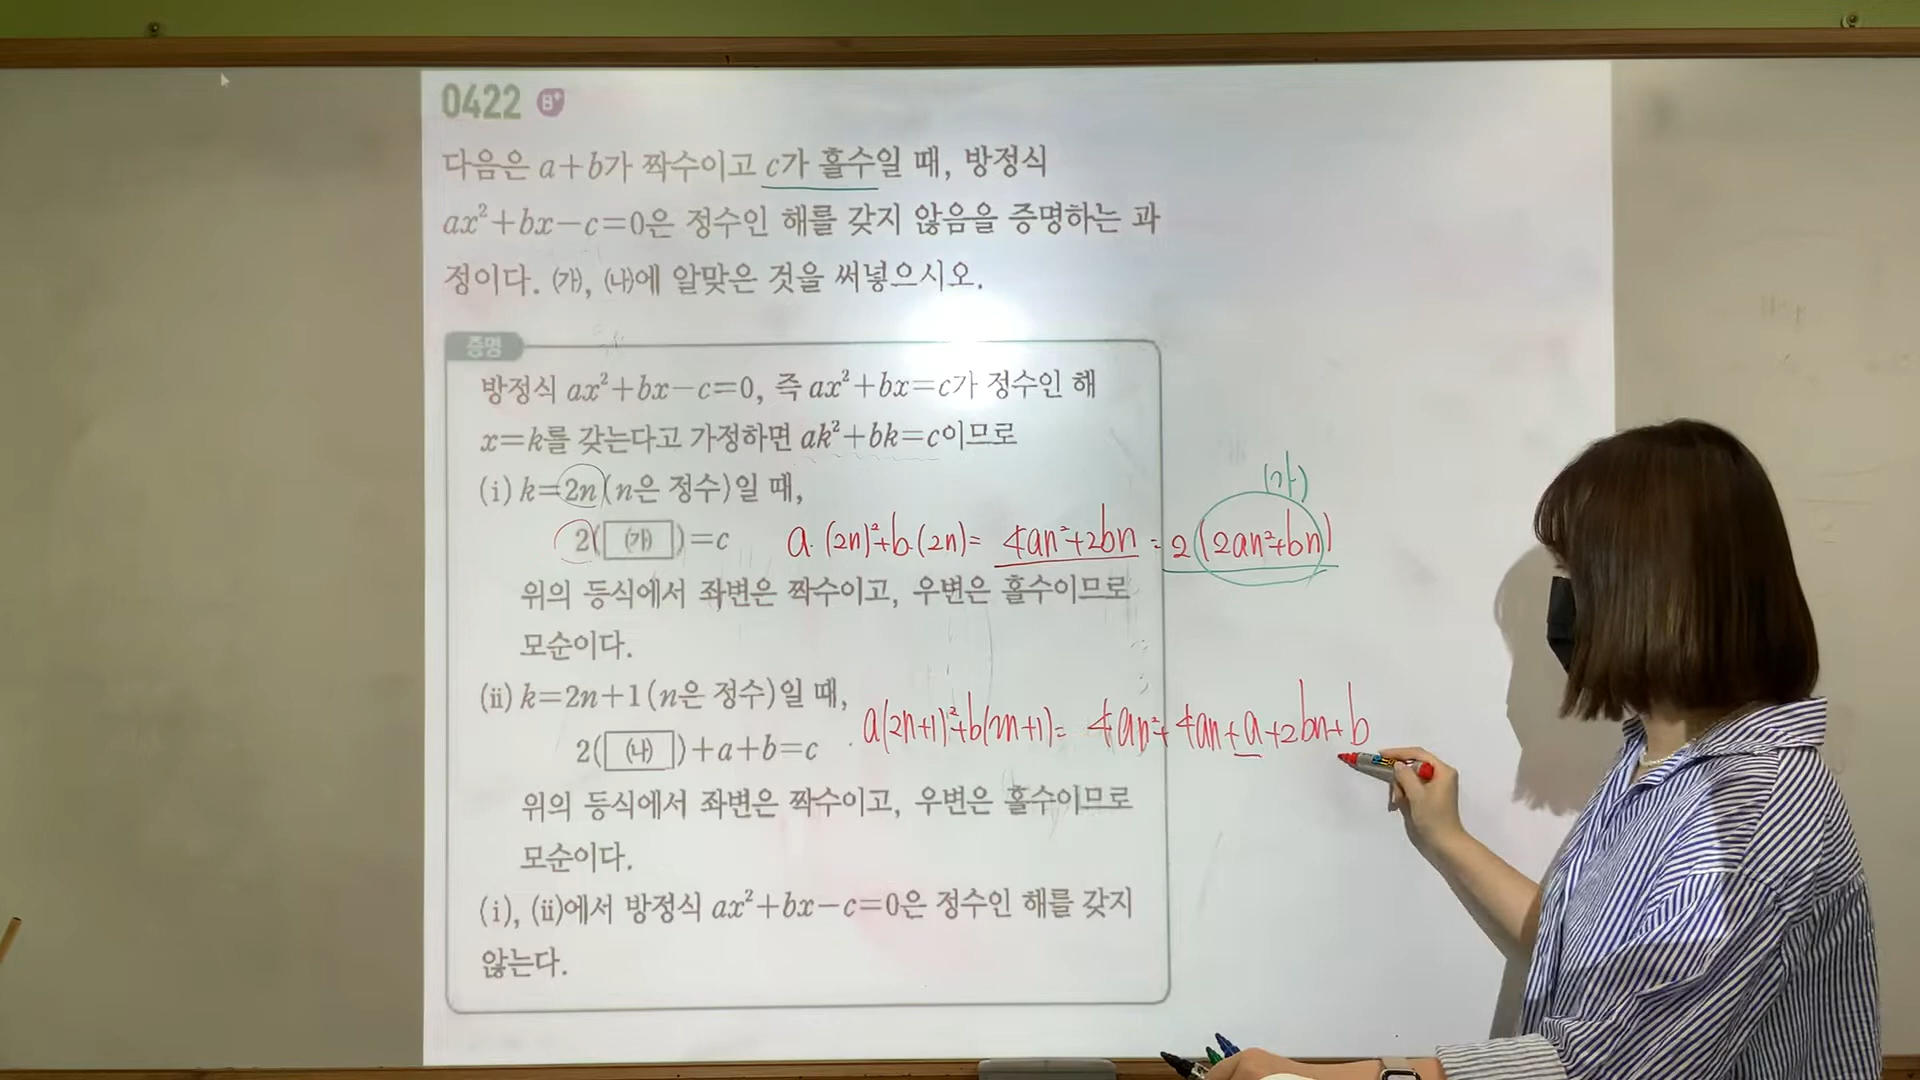 0422 B+
다음은 a+b가 짝수이고 c가 홀수일 때, 방정식
ax²+bx−c=0은 정수인 해를 갖지 않음을 증명하는 과
정이다. ㈎, ㈏에 알맞은 것을 써넣으시오.
증명
방정식 ax²+bx−c=0, 즉 ax²+bx=c가 정수인 해
x=k를 갖는다고 가정하면 ak²+bk=c이므로
(ⅰ) k=2n(n은 정수)일 때,
(가)
2( ㈎ )=c a·(2n)²+b·(2n)= 4an²+2bn = 2(2an²+bn)
위의 등식에서 좌변은 짝수이고, 우변은 홀수이므로
모순이다.
(ⅱ) k=2n+1(n은 정수)일 때,
a(2n+1)²+b(2n+1)= 4an²+4an+a+2bn+b
2( ㈏ )+a+b=c
위의 등식에서 좌변은 짝수이고, 우변은 홀수이므로
모순이다.
(ⅰ), (ⅱ)에서 방정식 ax²+bx−c=0은 정수인 해를 갖지
않는다.